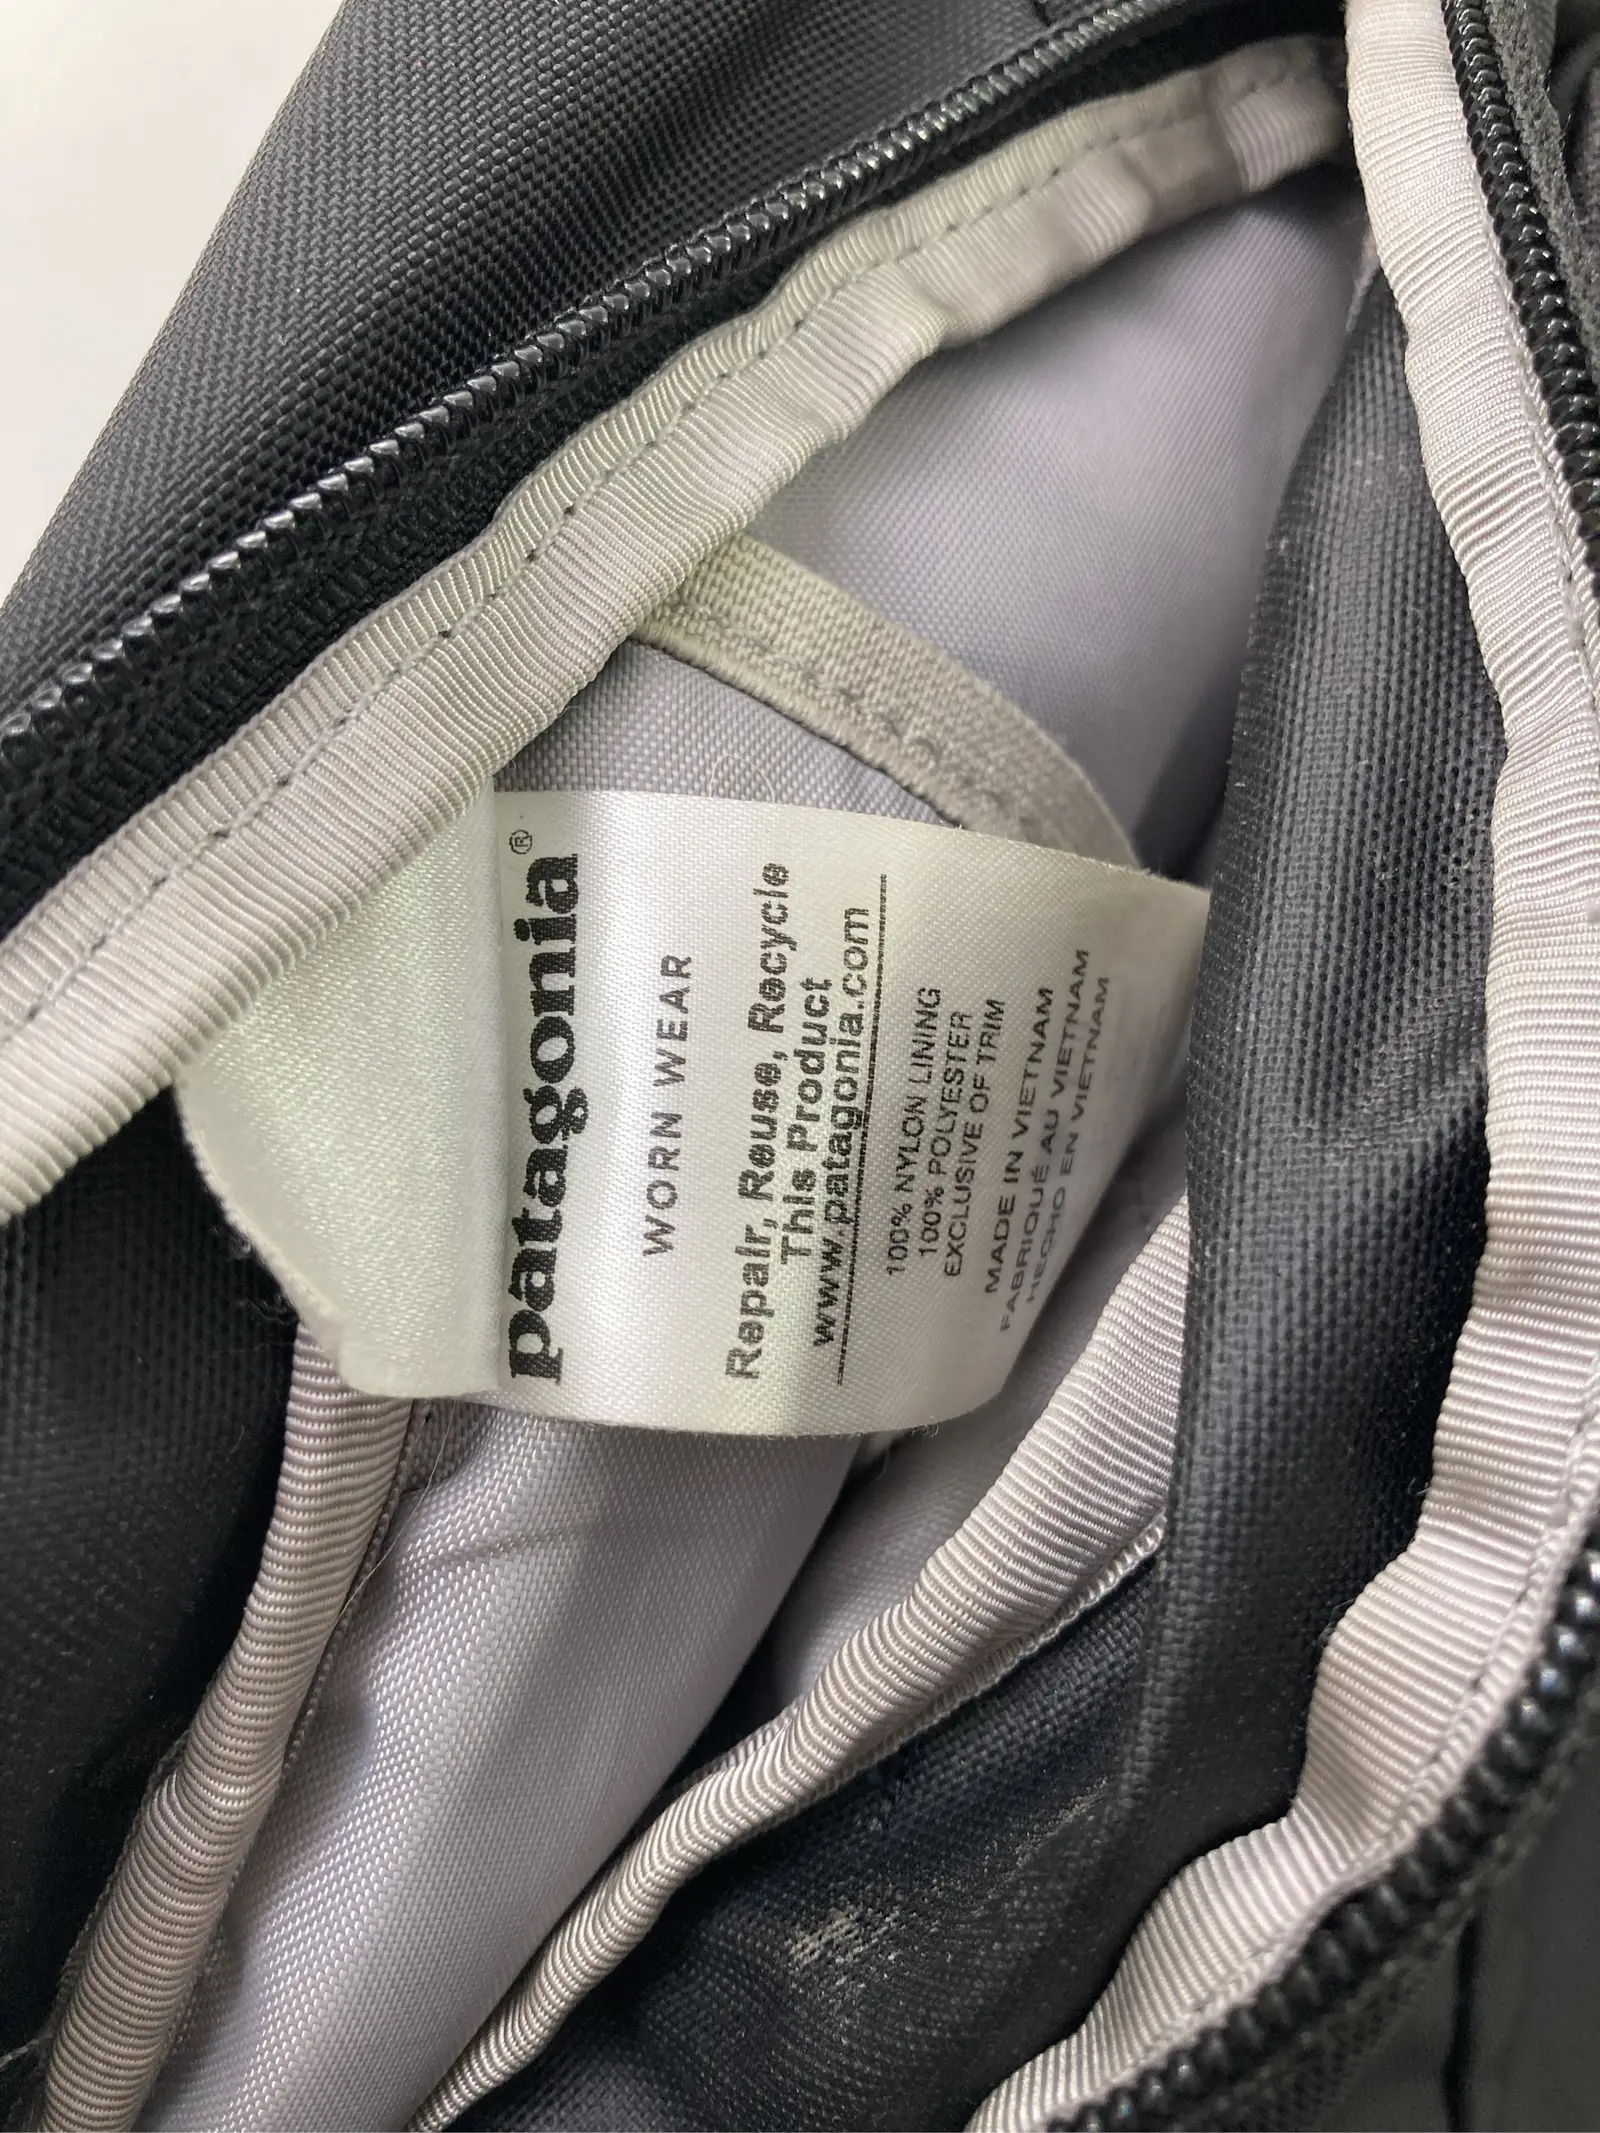 patagonia®
WORN WEAR
Repair, Reuse, Recycle
This Product
www.patagonia.com
100% NYLON LINING
100% POLYESTER
EXCLUSIVE OF TRIM
MADE IN VIETNAM
FABRIQUÉ AU VIETNAM
HECHO EN VIETNAM